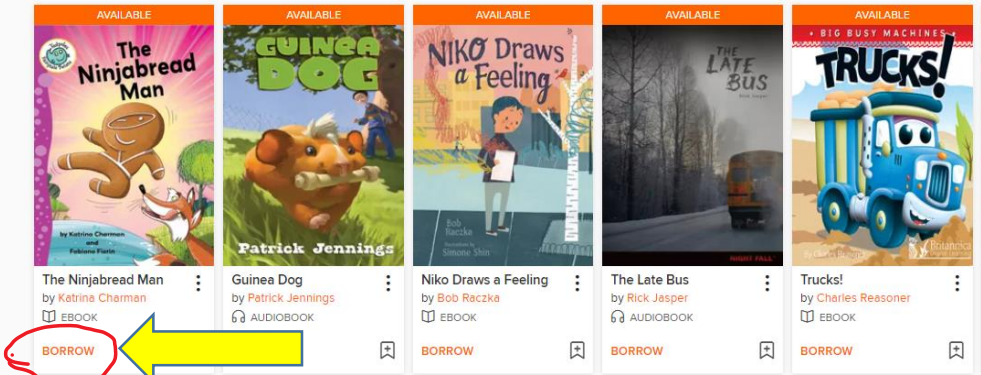 AVAILABLE
The
Ninjabread
Man
by Katrina Charman
and
Fabiano Fiorin
The Ninjabread Man
by Katrina Charman
EBOOK
BORROW
AVAILABLE
GUINEA
DOG
Patrick Jennings
Guinea Dog
by Patrick Jennings
AUDIOBOOK
AVAILABLE
NIKO Draws
a Feeling
Bob
Raczka
Simone Shin
Niko Draws a Feeling
by Bob Raczka
EBOOK
BORROW
AVAILABLE
THE
LATE
BUS
Rick Jasper
NIGHT FALL
The Late Bus
by Rick Jasper
AUDIOBOOK
BORROW
AVAILABLE
BIG BUSY MACHINES
TRUCKS!
Britannica
Trucks!
by Charles Reasoner
EBOOK
BORROW